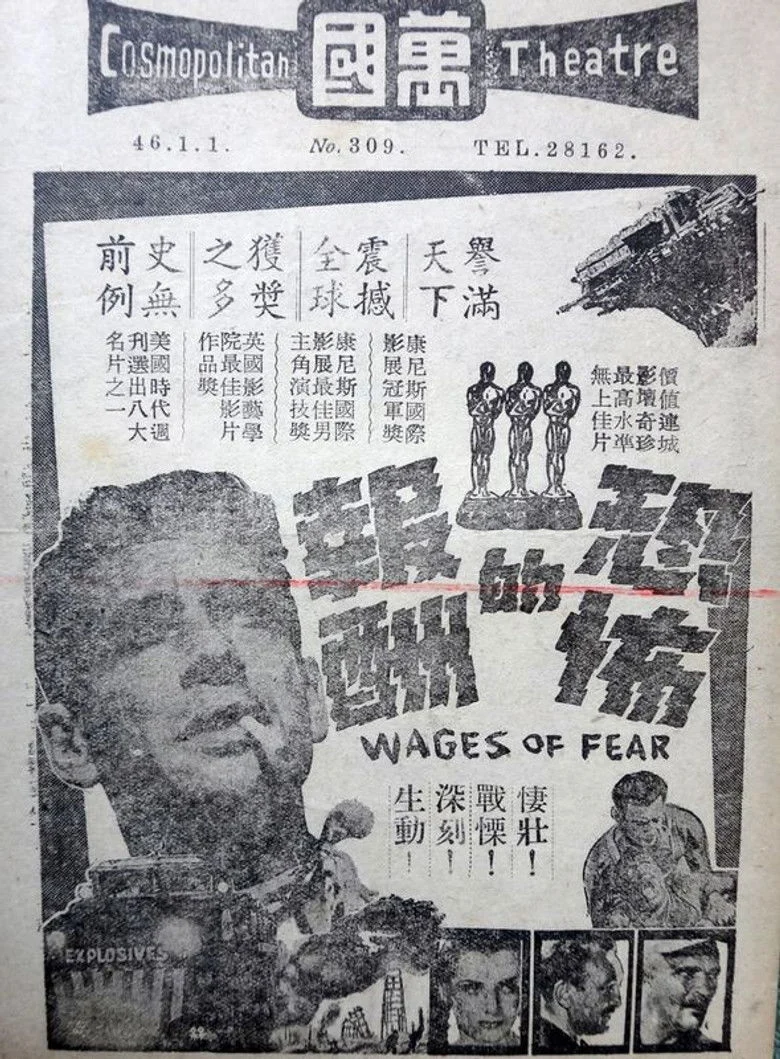 Cosmopolitan 萬國 Theatre
46.1.1. No. 309. TEL.28162.
譽滿天下
震撼全球
獲獎之多
史無前例
康尼斯國際
影展冠軍獎
康尼斯國際
影展最佳男
主角演技獎
英國影藝學
院最佳影片
作品獎
美國時代週
刊選出八大
名片之一
價值連城
影壇奇珍
最高水準
無上佳片
恐怖的報酬
WAGES OF FEAR
悽壯!
戰慄!
深刻!
生動!
EXPLOSIVES